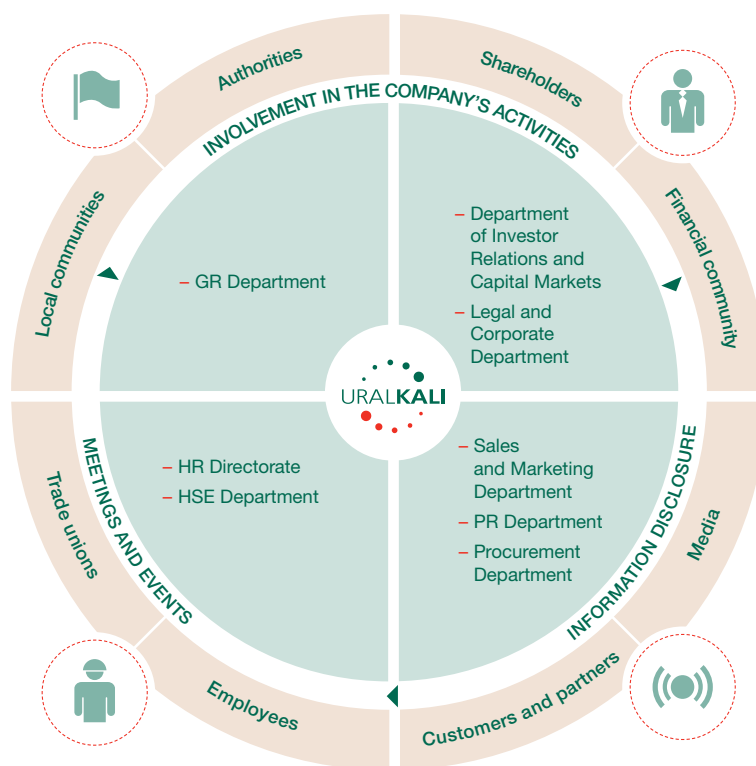 Authorities
Shareholders
INVOLVEMENT IN THE COMPANY'S ACTIVITIES
Local communities
Financial community
– GR Department
– Department
of Investor
Relations and
Capital Markets
– Legal and
Corporate
Department
URALKALI
– HR Directorate
– HSE Department
– Sales
and Marketing
Department
– PR Department
– Procurement
Department
MEETINGS AND EVENTS
INFORMATION DISCLOSURE
Trade unions
Media
Employees
Customers and partners